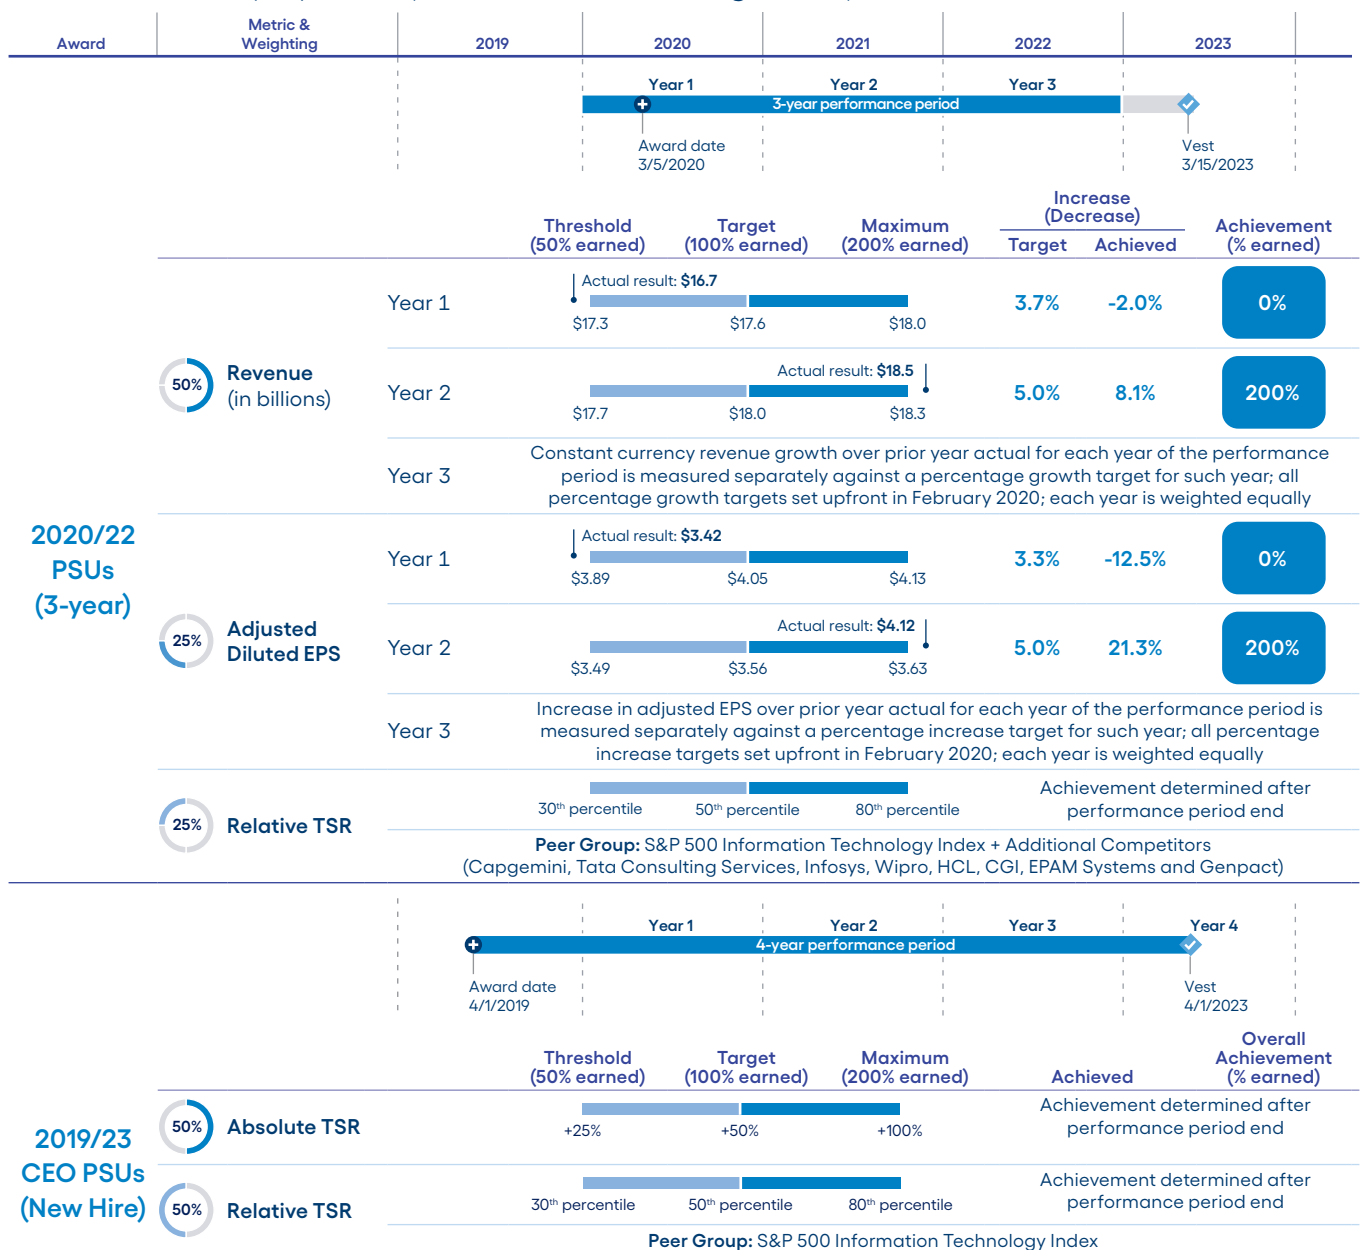 Metric &
Award Weighting 2019 2020 2021 2022 2023
Year 1 Year 2 Year 3
3-year performance period
Award date
3/5/2020
Vest
3/15/2023
Threshold
(50% earned)
Target
(100% earned)
Maximum
(200% earned)
Increase
(Decrease)
Target Achieved
Achievement
(% earned)
2020/22
PSUs
(3-year)
50%
Revenue
(in billions)
Year 1
Actual result: $16.7
$17.3 $17.6 $18.0
3.7% -2.0% 0%
Year 2
Actual result: $18.5
$17.7 $18.0 $18.3
5.0% 8.1% 200%
Year 3
Constant currency revenue growth over prior year actual for each year of the performance
period is measured separately against a percentage growth target for such year; all
percentage growth targets set upfront in February 2020; each year is weighted equally
25%
Adjusted
Diluted EPS
Year 1
Actual result: $3.42
$3.89 $4.05 $4.13
3.3% -12.5% 0%
Year 2
Actual result: $4.12
$3.49 $3.56 $3.63
5.0% 21.3% 200%
Year 3
Increase in adjusted EPS over prior year actual for each year of the performance period is
measured separately against a percentage increase target for such year; all percentage
increase targets set upfront in February 2020; each year is weighted equally
25%
Relative TSR
30th percentile 50th percentile 80th percentile
Achievement determined after
performance period end
Peer Group: S&P 500 Information Technology Index + Additional Competitors
(Capgemini, Tata Consulting Services, Infosys, Wipro, HCL, CGI, EPAM Systems and Genpact)
Year 1 Year 2 Year 3 Year 4
4-year performance period
Award date
4/1/2019
Vest
4/1/2023
Threshold
(50% earned)
Target
(100% earned)
Maximum
(200% earned)
Achieved
Overall
Achievement
(% earned)
2019/23
CEO PSUs
(New Hire)
50%
Absolute TSR
+25% +50% +100%
Achievement determined after
performance period end
50%
Relative TSR
30th percentile 50th percentile 80th percentile
Achievement determined after
performance period end
Peer Group: S&P 500 Information Technology Index